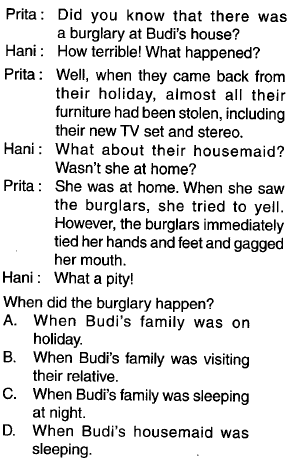 Prita : Did you know that there was
a burglary at Budi's house?
Hani : How terrible! What happened?
Prita : Well, when they came back from
their holiday, almost all their
furniture had been stolen, including
their new TV set and stereo.
Hani : What about their housemaid?
Wasn't she at home?
Prita : She was at home. When she saw
the burglars, she tried to yell.
However, the burglars immediately
tied her hands and feet and gagged
her mouth.
Hani : What a pity!
When did the burglary happen?
A. When Budi's family was on
holiday.
B. When Budi's family was visiting
their relative.
C. When Budi's family was sleeping
at night.
D. When Budi's housemaid was
sleeping.